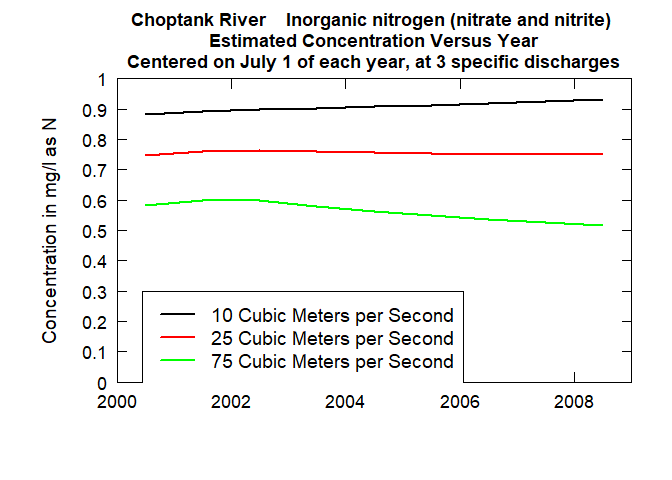 Choptank River    Inorganic nitrogen (nitrate and nitrite)
Estimated Concentration Versus Year
Centered on July 1 of each year, at 3 specific discharges
Concentration in mg/l as N
1
0.9
0.8
0.7
0.6
0.5
0.4
0.3
0.2
0.1
0
10 Cubic Meters per Second
25 Cubic Meters per Second
75 Cubic Meters per Second
2000 2002 2004 2006 2008